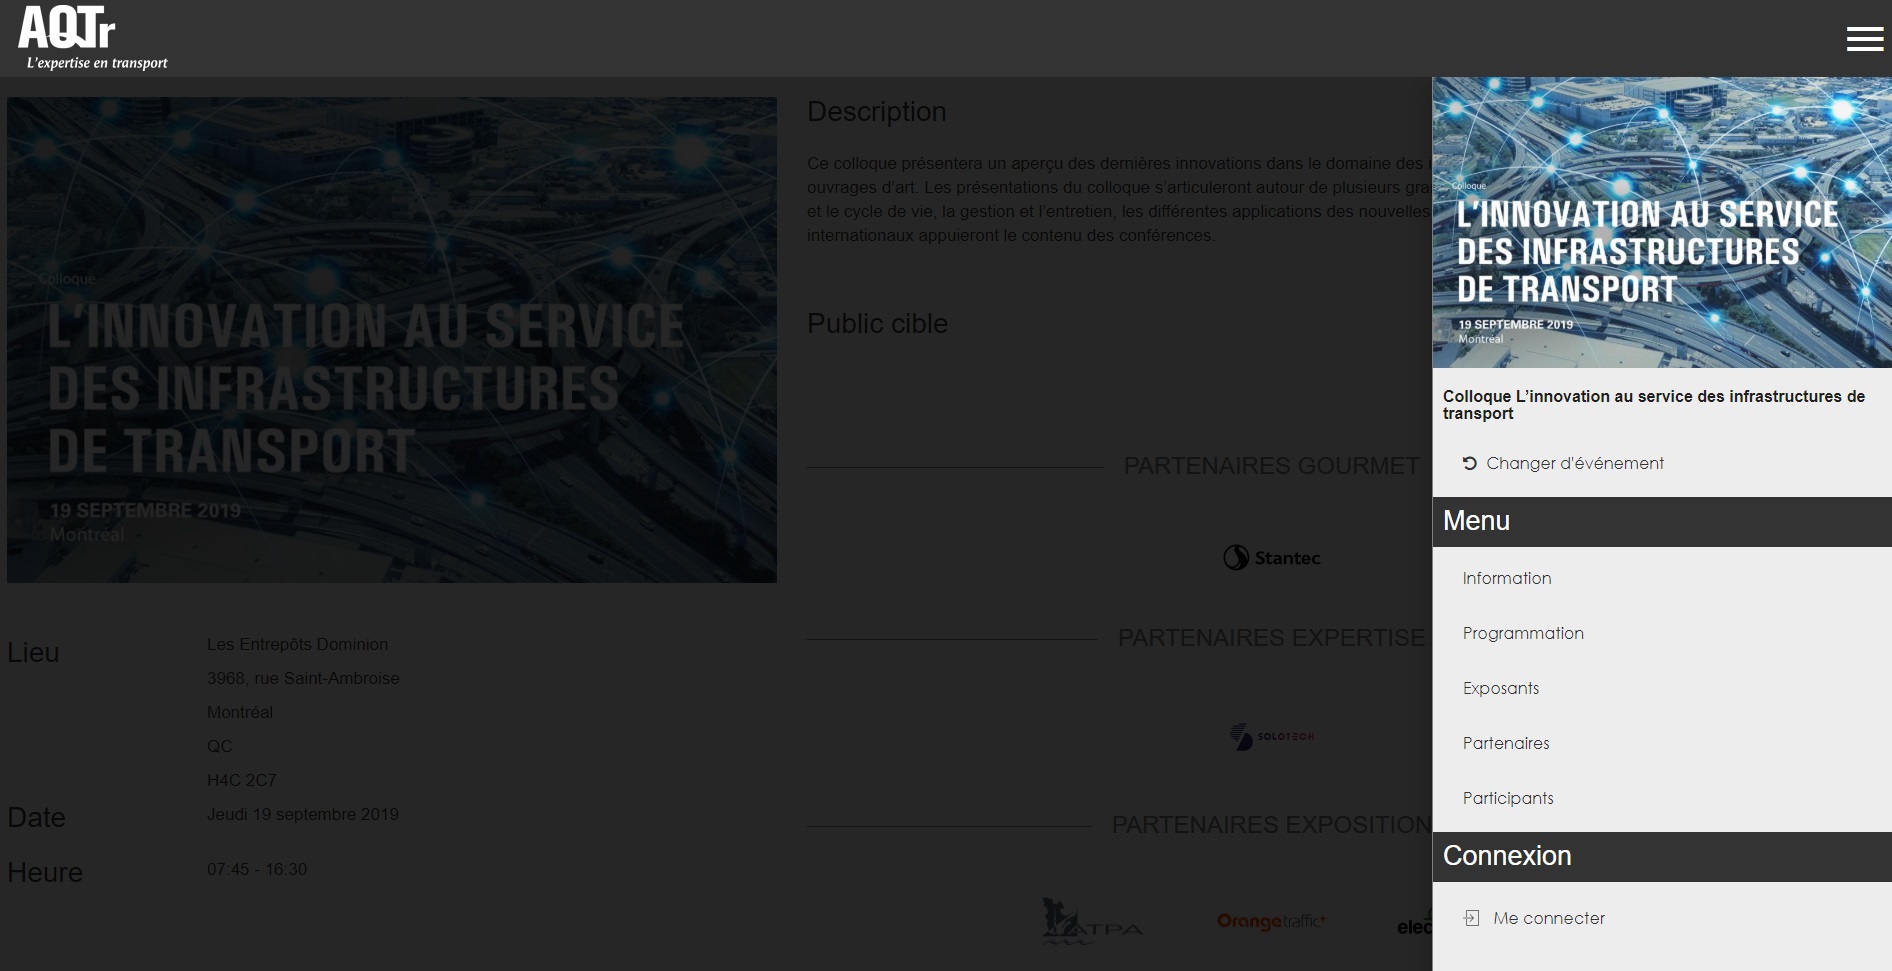 AQTr
L'expertise en transport
Colloque
L'INNOVATION AU SERVICE
DES INFRASTRUCTURES
DE TRANSPORT
19 SEPTEMBRE 2019
Montréal
Lieu
Les Entrepôts Dominion
3968, rue Saint-Ambroise
Montréal
QC
H4C 2C7
Date
Jeudi 19 septembre 2019
Heure
07:45 - 16:30
Description
Ce colloque présentera un aperçu des dernières innovations dans le domaine des
ouvrages d'art. Les présentations du colloque s'articuleront autour de plusieurs
et le cycle de vie, la gestion et l'entretien, les différentes applications des nouvelles
internationaux appuieront le contenu des conférences.
Public cible
PARTENAIRES GOURMET
Stantec
PARTENAIRES EXPERTISE
SOLOTECH
PARTENAIRES EXPOSITION
ATPA
Orangetraffic+
Colloque
L'INNOVATION AU SERVICE
DES INFRASTRUCTURES
DE TRANSPORT
19 SEPTEMBRE 2019
Montréal
Colloque L'innovation au service des infrastructures de
transport
Changer d'événement
Menu
Information
Programmation
Exposants
Partenaires
Participants
Connexion
Me connecter